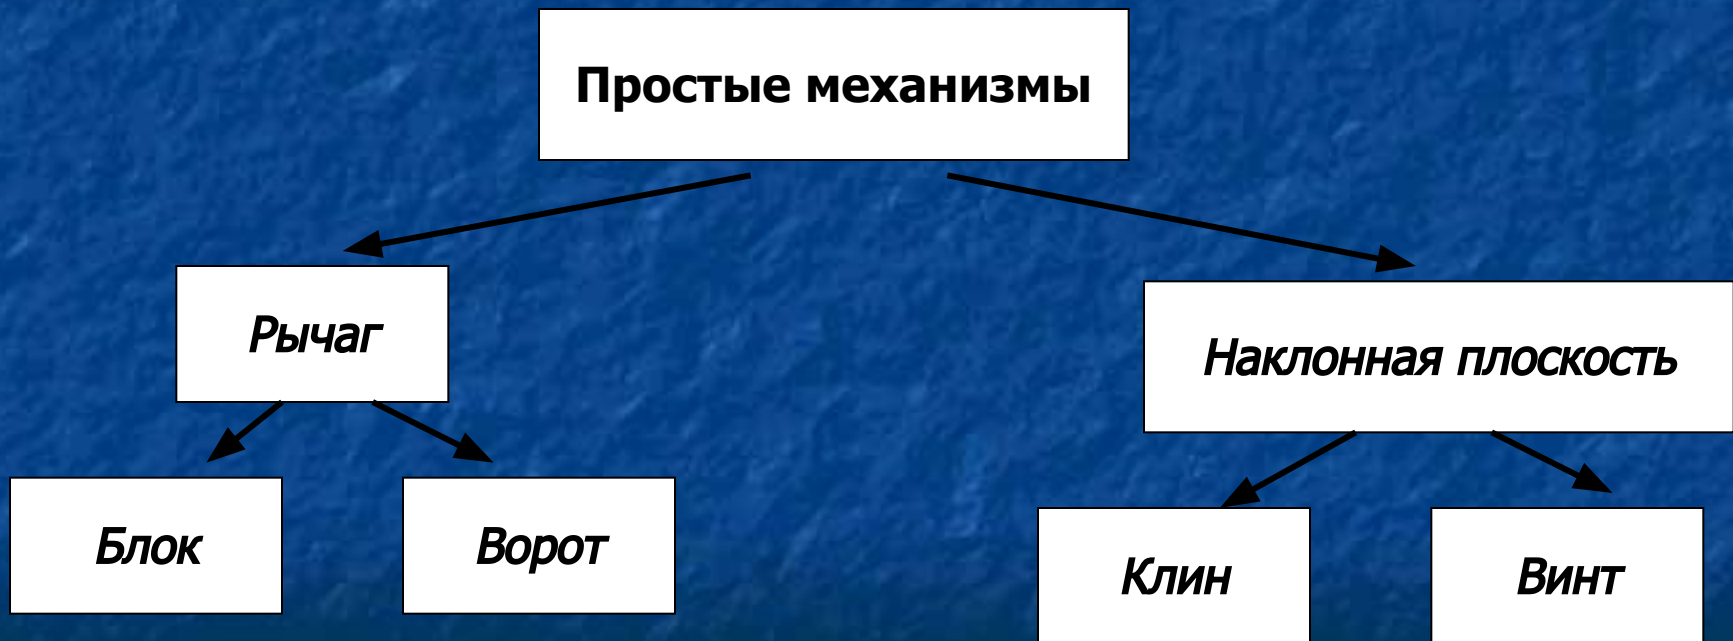 Простые механизмы
Рычаг
Наклонная плоскость
Блок
Ворот
Клин
Винт